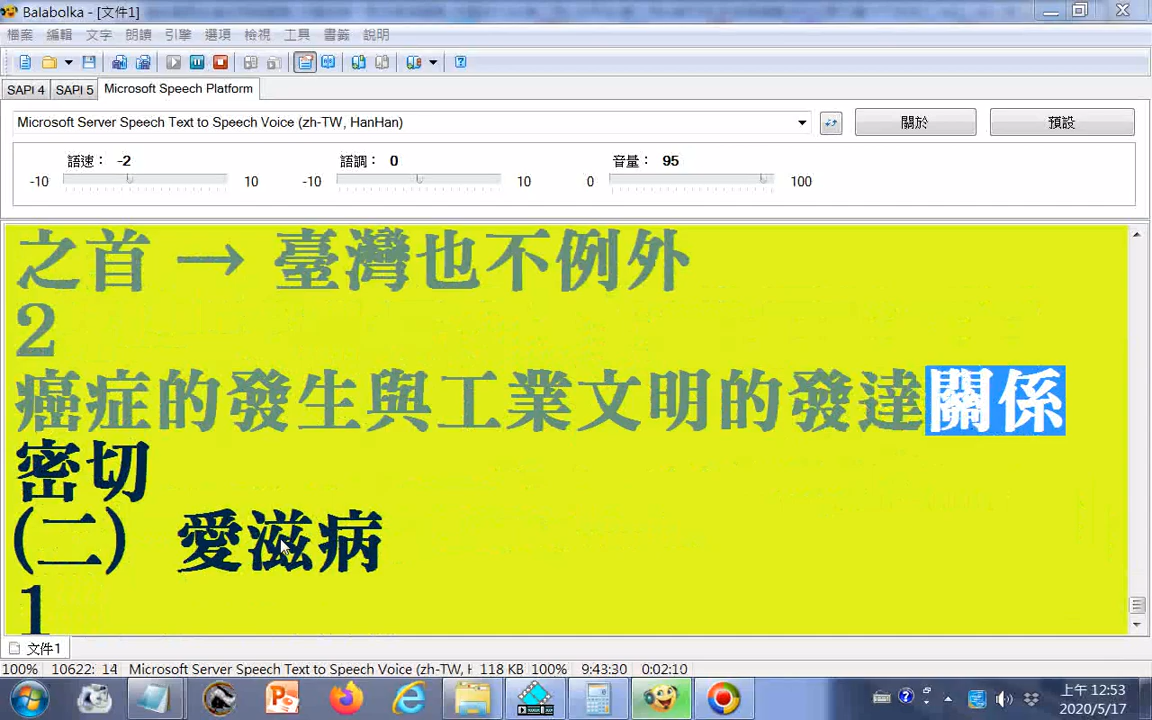 Balabolka - [文件1]
檔案 編輯 文字 朗讀 引擎 選項 檢視 工具 書籤 說明
SAPI 4 SAPI 5 Microsoft Speech Platform
Microsoft Server Speech Text to Speech Voice (zh-TW, HanHan) 關於 預設
語速： -2 語調： 0 音量： 95
-10 10 -10 10 0 100
之首 → 臺灣也不例外
2
癌症的發生與工業文明的發達關係
密切
(二) 愛滋病
1
文件1
100% 10622: 14 Microsoft Server Speech Text to Speech Voice (zh-TW, H 118 KB 100% 9:43:30 0:02:10
上午 12:53
2020/5/17